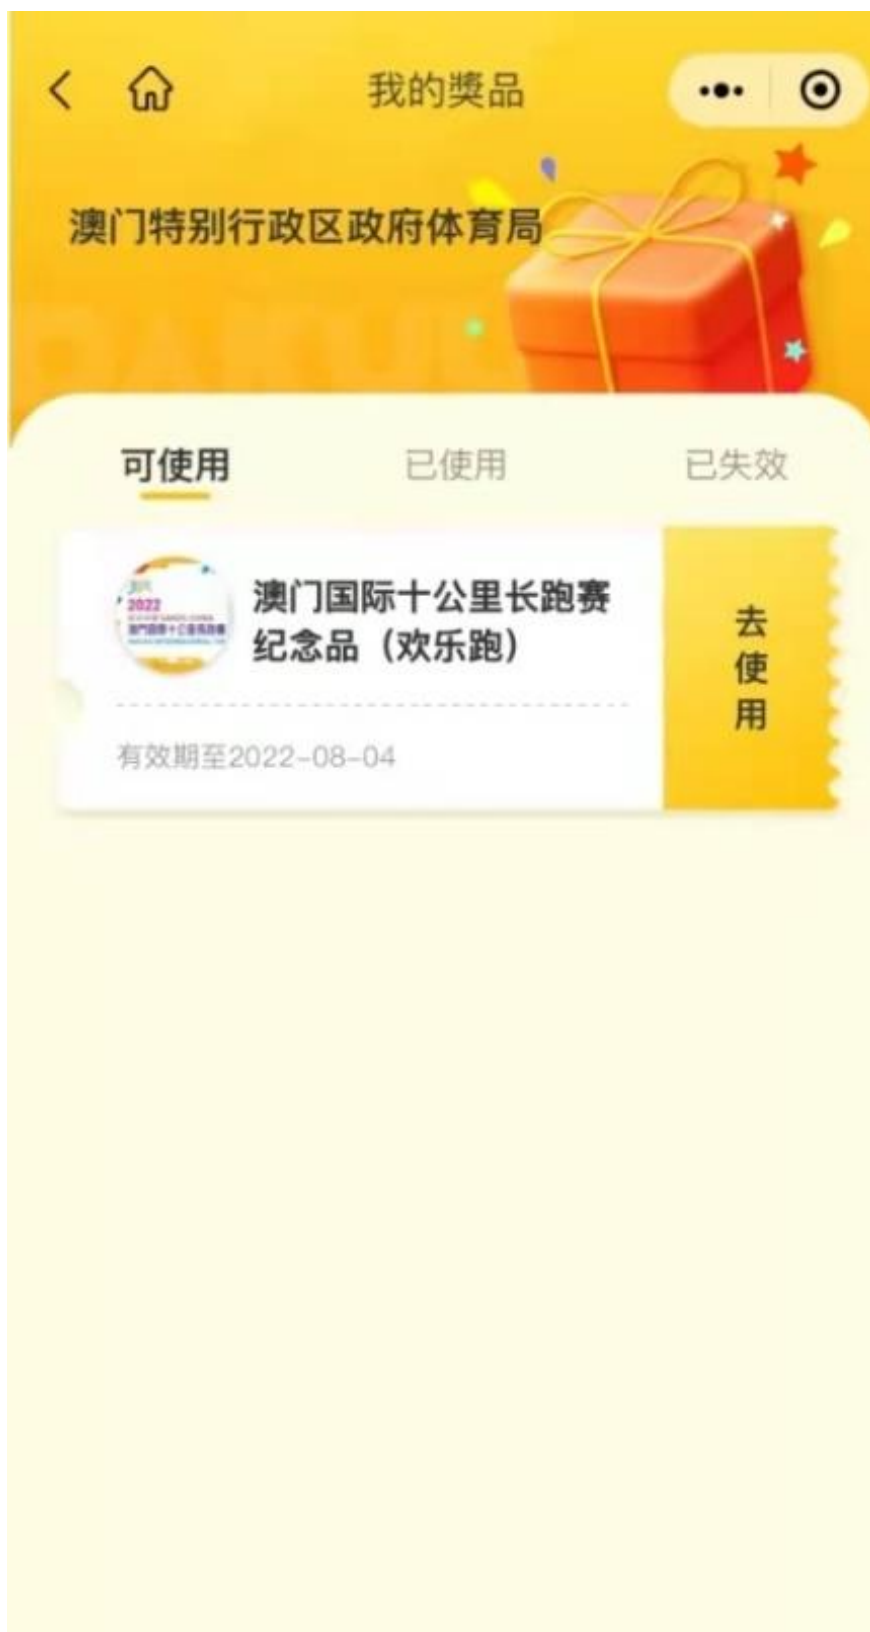 我的獎品
澳门特别行政区政府体育局
可使用
已使用
已失效
2022
澳门国际十公里长跑赛
纪念品（欢乐跑）
有效期至2022-08-04
去使用